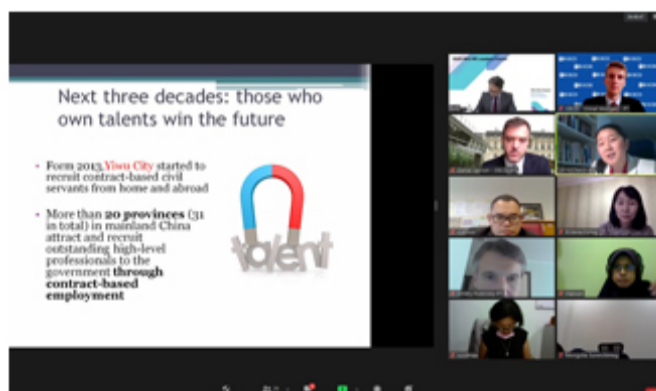 Next three decades: those who
own talents win the future
• Form 2013, Yiwu City started to
recruit contract-based civil
servants from home and abroad
• More than 20 provinces (31
in total) in mainland China
attract and recruit
outstanding high-level
professionals to the
government through
contract-based
employment
talent